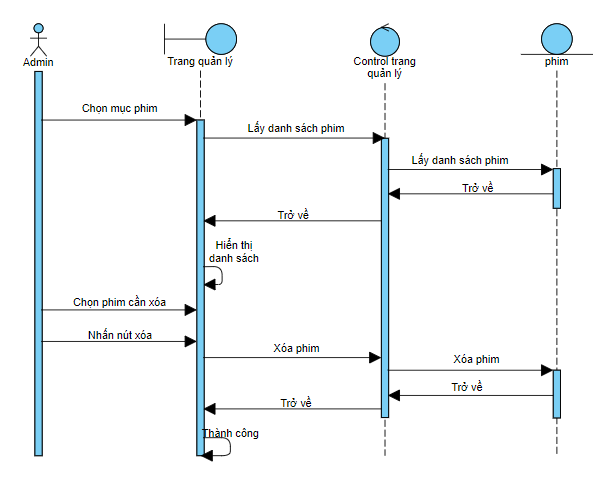 Admin
Trang quản lý
Control trang
quản lý
phim
Chọn mục phim
Lấy danh sách phim
Lấy danh sách phim
Trở về
Trở về
Hiển thị
danh sách
Chọn phim cần xóa
Nhấn nút xóa
Xóa phim
Xóa phim
Trở về
Trở về
Thành công